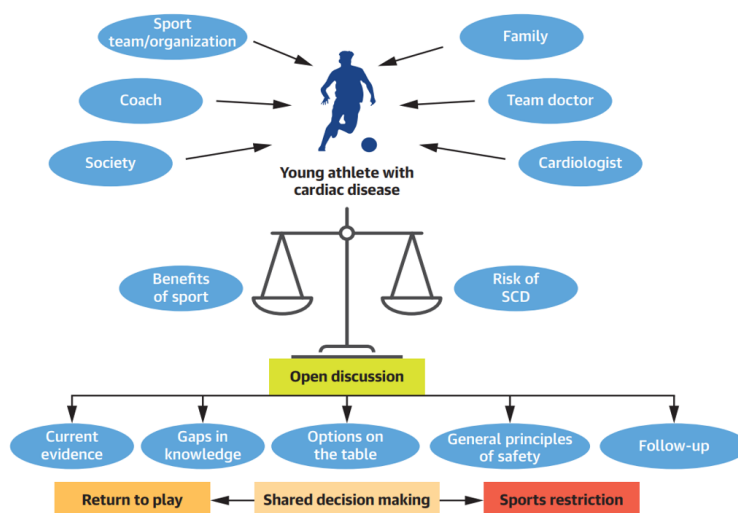 Sport
team/organization
Family
Coach
Team doctor
Society
Cardiologist
Young athlete with
cardiac disease
Benefits
of sport
Risk of
SCD
Open discussion
Current
evidence
Gaps in
knowledge
Options on
the table
General principles
of safety
Follow-up
Return to play
Shared decision making
Sports restriction